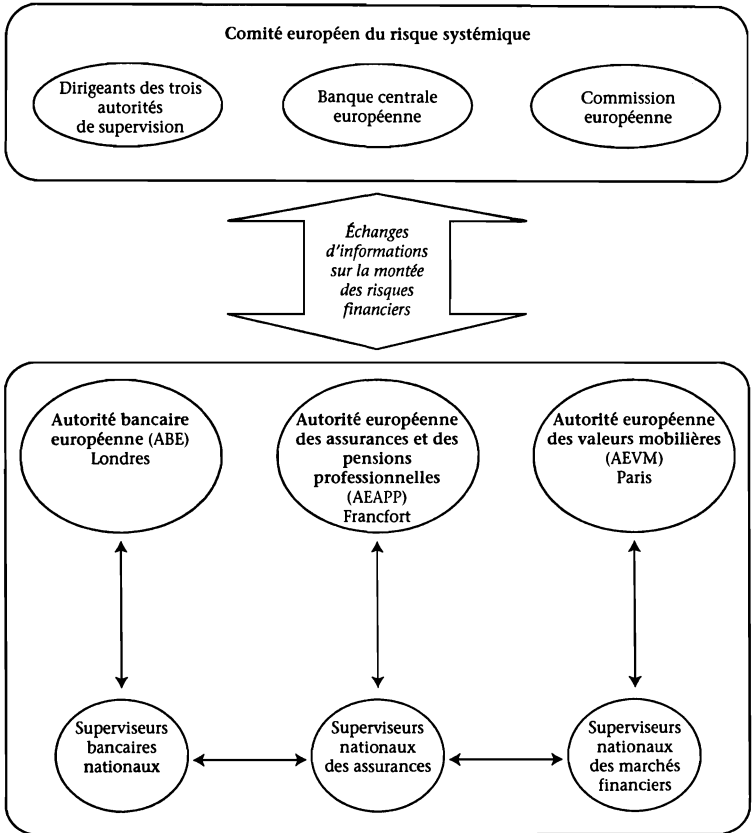 Comité européen du risque systémique
Dirigeants des trois
autorités
de supervision
Banque centrale
européenne
Commission
européenne
Échanges
d'informations
sur la montée
des risques
financiers
Autorité bancaire
européenne (ABE)
Londres
Autorité européenne
des assurances et des
pensions
professionnelles
(AEAPP)
Francfort
Autorité européenne
des valeurs mobilières
(AEVM)
Paris
Superviseurs
bancaires
nationaux
Superviseurs
nationaux
des assurances
Superviseurs
nationaux
des marchés
financiers